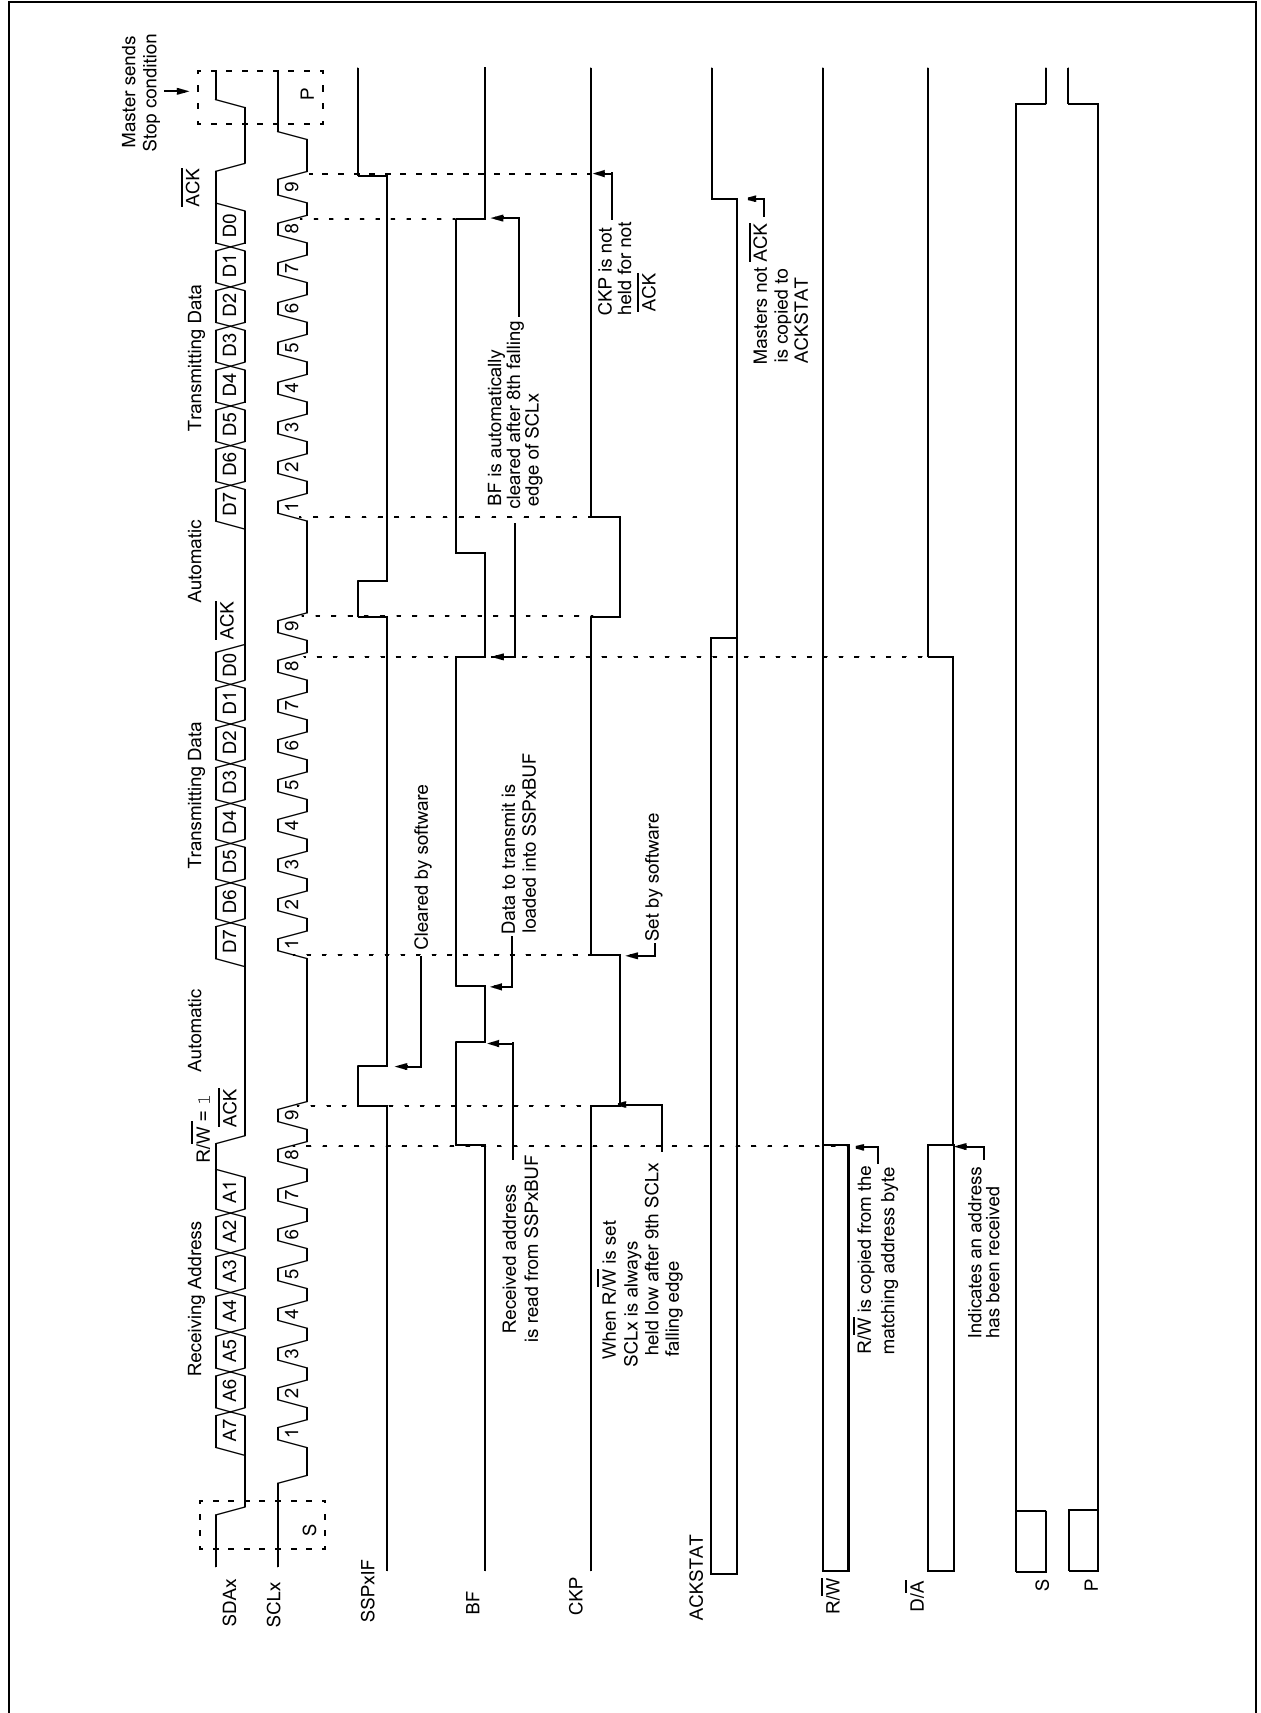 Master sends
Stop condition
Receiving Address
R/W = 1
ACK
Automatic
Transmitting Data
ACK
Automatic
Transmitting Data
ACK
SDAx
A7 A6 A5 A4 A3 A2 A1
D7 D6 D5 D4 D3 D2 D1 D0
D7 D6 D5 D4 D3 D2 D1 D0
SCLx
S
1 2 3 4 5 6 7 8 9
1 2 3 4 5 6 7 8 9
1 2 3 4 5 6 7 8 9
P
SSPxIF
Cleared by software
BF
Received address
is read from SSPxBUF
Data to transmit is
loaded into SSPxBUF
BF is automatically
cleared after 8th falling
edge of SCLx
CKP
When R/W is set
SCLx is always
held low after 9th SCLx
falling edge
Set by software
CKP is not
held for not
ACK
ACKSTAT
Masters not ACK
is copied to
ACKSTAT
R/W
R/W is copied from the
matching address byte
D/A
Indicates an address
has been received
S
P